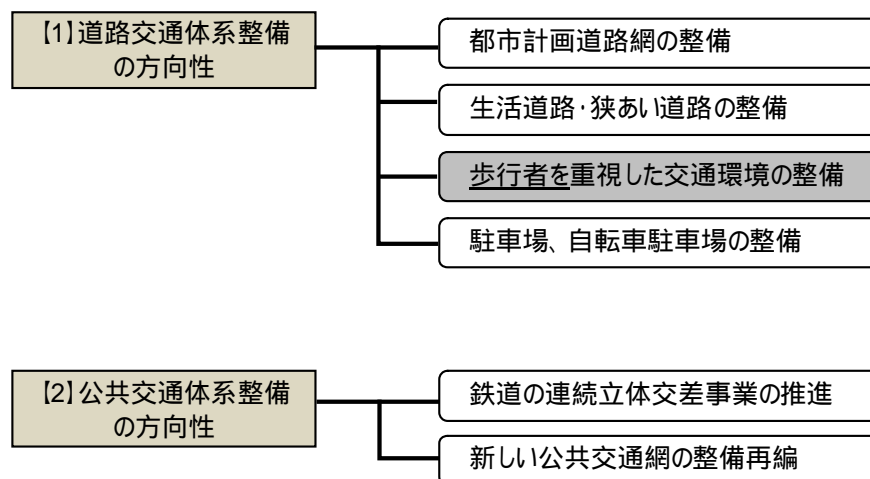 【1】道路交通体系整備
の方向性
都市計画道路網の整備
生活道路・狭あい道路の整備
歩行者を重視した交通環境の整備
駐車場、自転車駐車場の整備
【2】公共交通体系整備
の方向性
鉄道の連続立体交差事業の推進
新しい公共交通網の整備再編